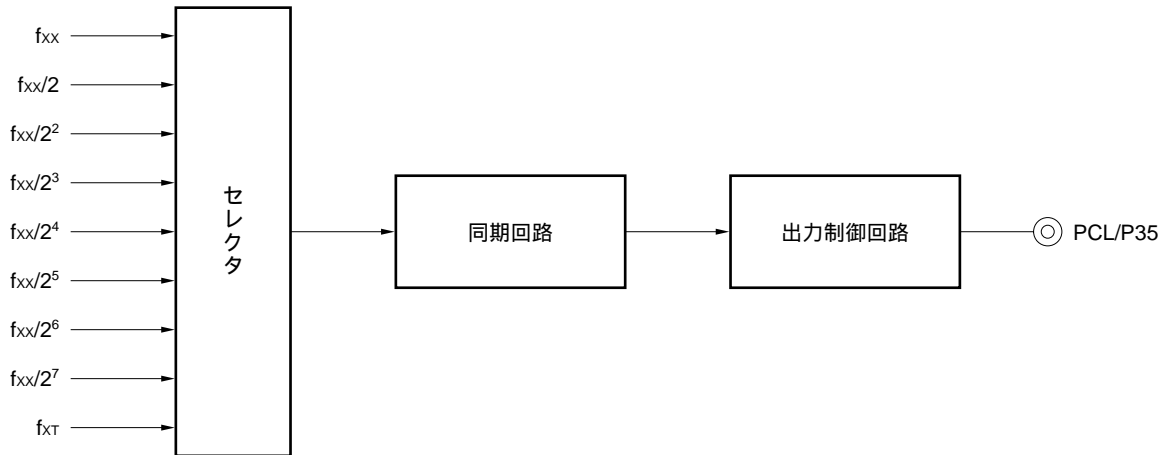 fXX
fXX/2
fXX/2²
fXX/2³
fXX/2⁴
fXX/2⁵
fXX/2⁶
fXX/2⁷
fXT
セレクタ
同期回路
出力制御回路
PCL/P35